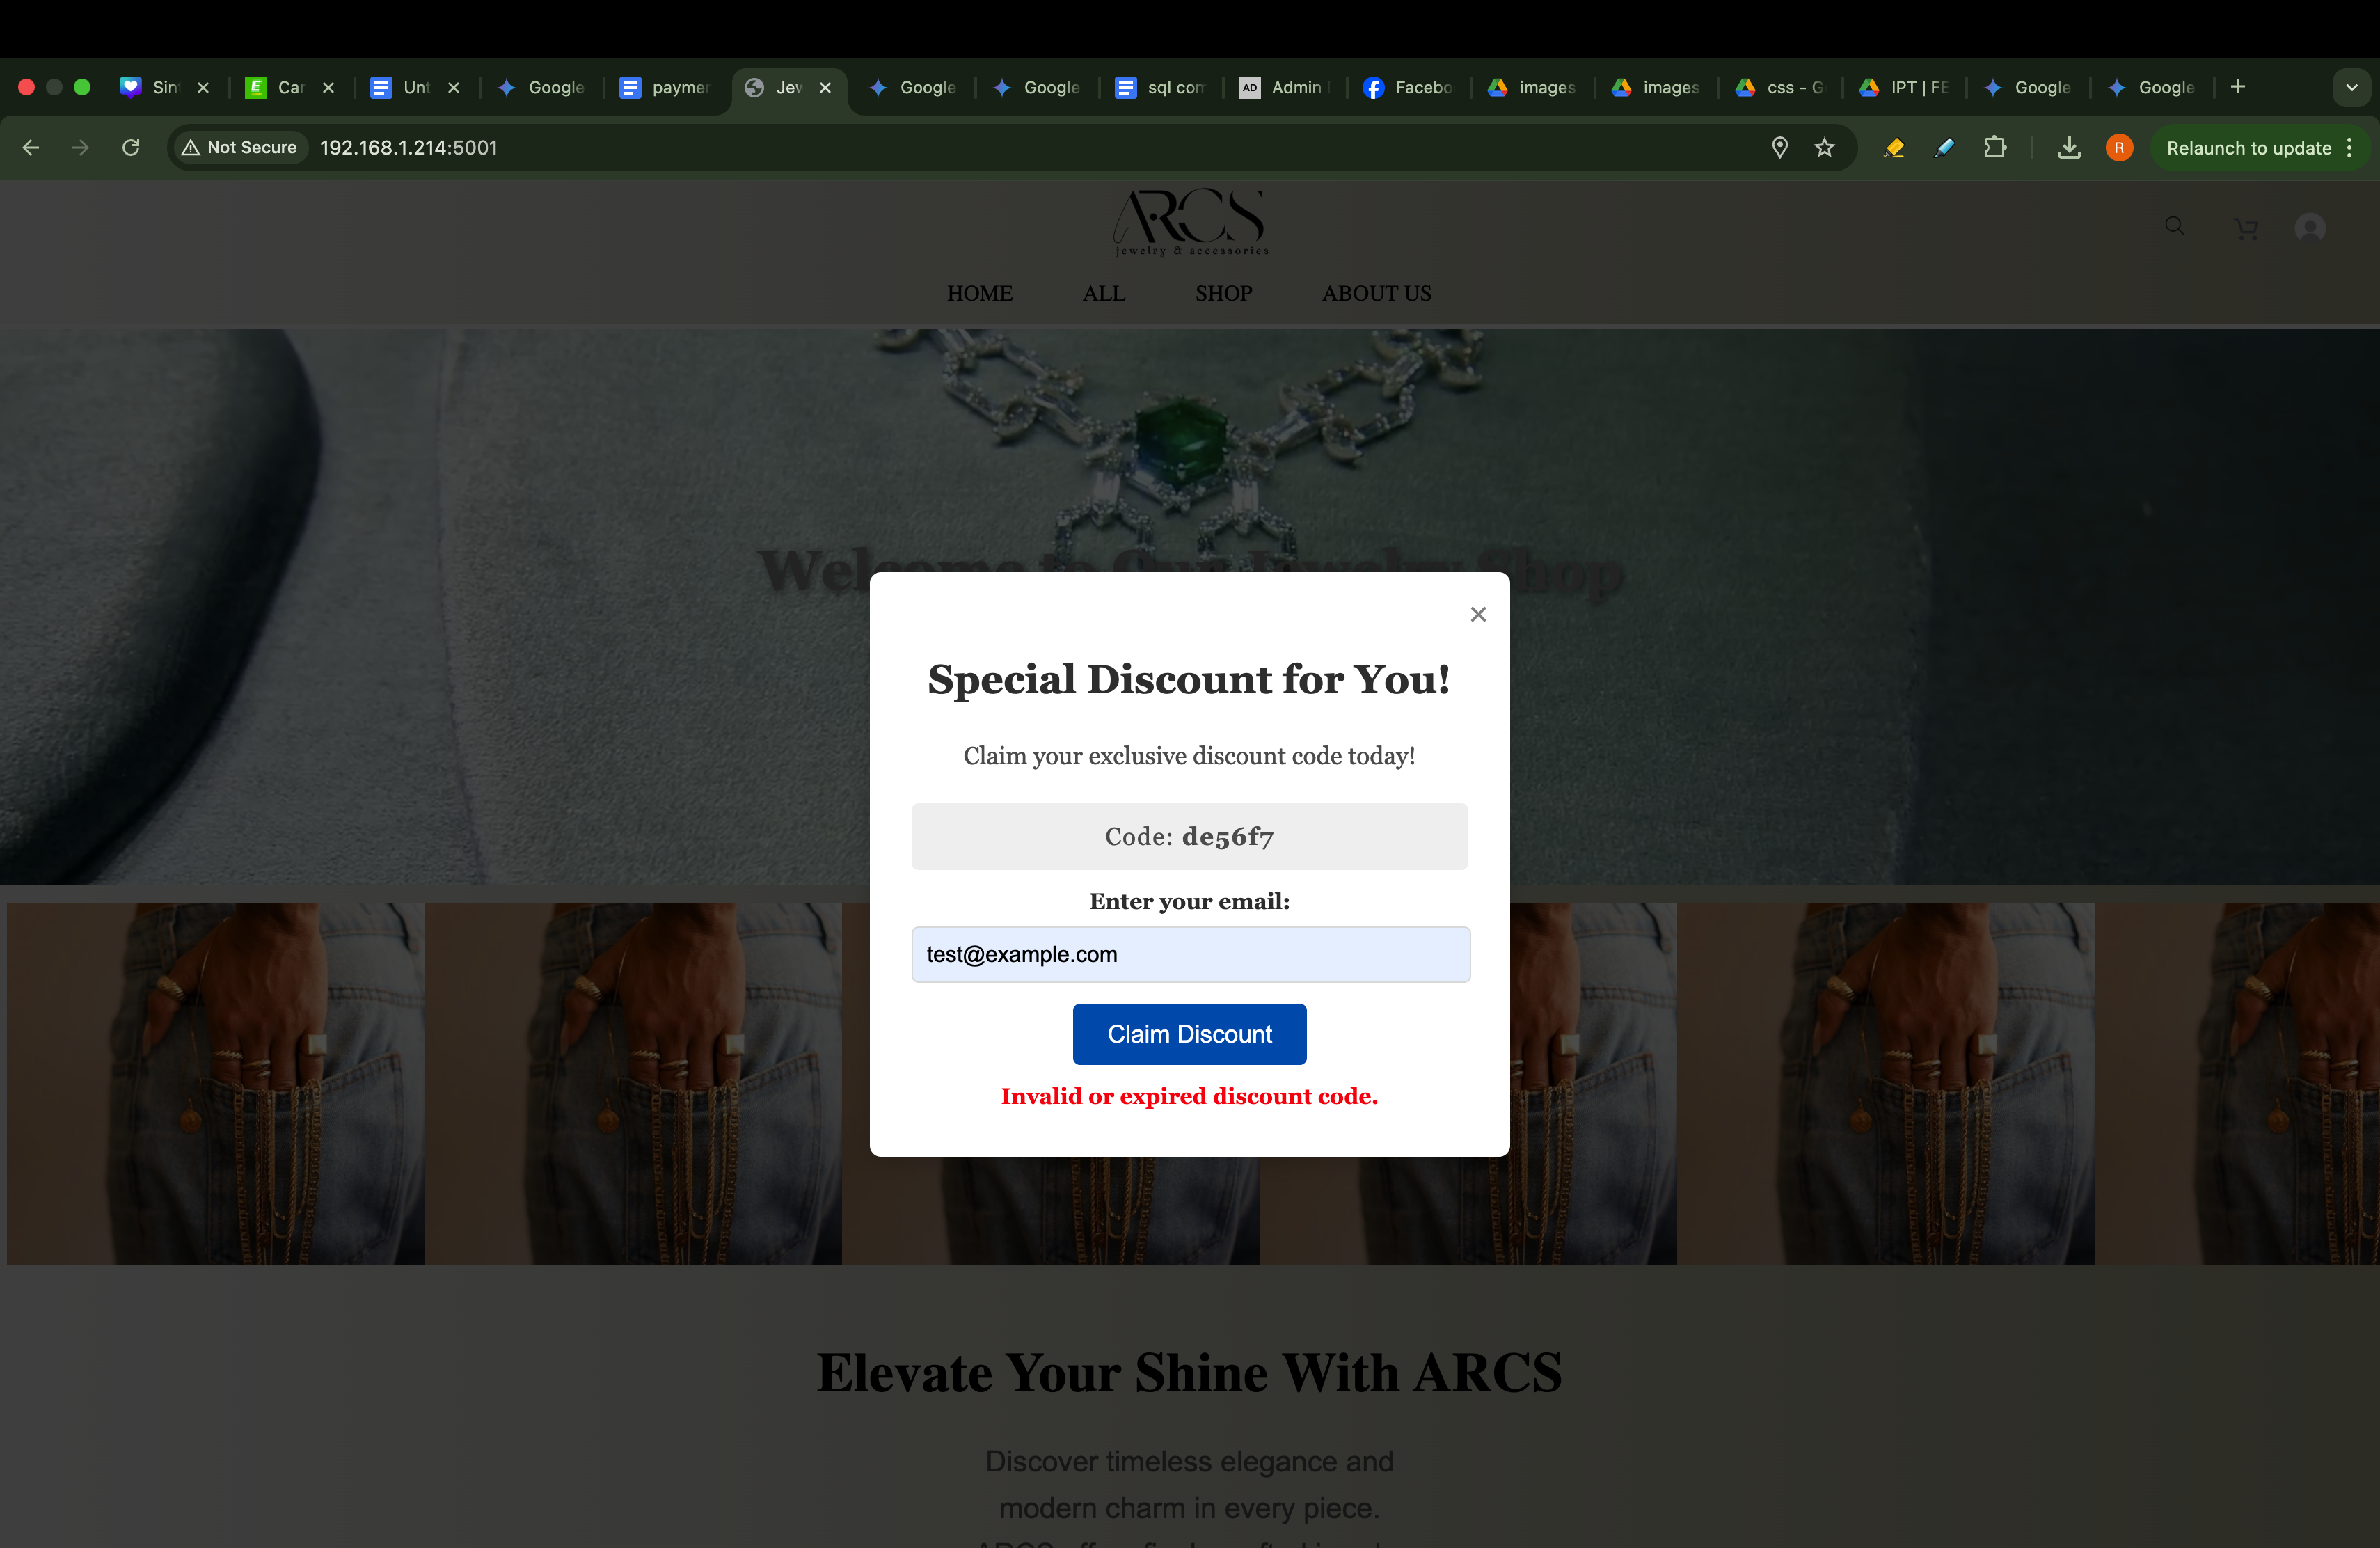 Sin
Car
Unt
Google
paymer
Jew
Google
Google
sql com
AD
Admin
Facebo
images
images
css - G
IPT | FE
Google
Google
Not Secure
192.168.1.214:5001
R
Relaunch to update
ARCS
jewelry & accessories
HOME
ALL
SHOP
ABOUT US
Welcome to Our Jewelry Shop
Special Discount for You!
Claim your exclusive discount code today!
Code: de56f7
Enter your email:
test@example.com
Claim Discount
Invalid or expired discount code.
Elevate Your Shine With ARCS
Discover timeless elegance and
modern charm in every piece.